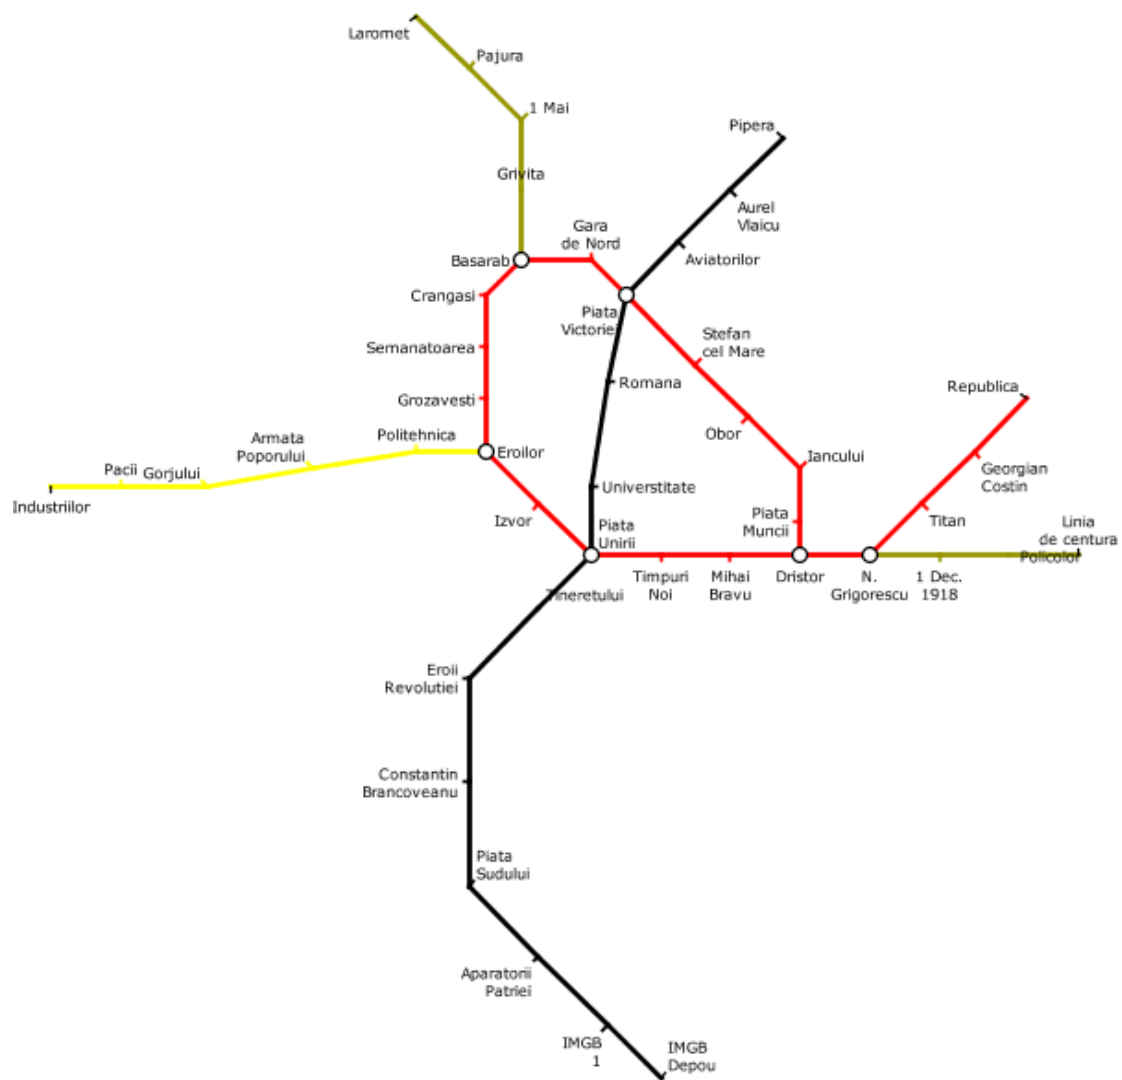 Laromet
Pajura
1 Mai
Grivita
Pipera
Aurel
Vlaicu
Aviatorilor
Gara
de Nord
Basarab
Crangasi
Piata
Victoriei
Semanatoarea
Stefan
cel Mare
Romana
Republica
Grozavesti
Obor
Politehnica
Armata
Poporului
Eroilor
Iancului
Georgian
Costin
Pacii
Gorjului
Industriilor
Universtitate
Izvor
Piata
Unirii
Piata
Muncii
Titan
Linia
de centura
Policolor
Timpuri
Noi
Mihai
Bravu
Dristor
N.
Grigorescu
1 Dec.
1918
Tineretului
Eroii
Revolutiei
Constantin
Brancoveanu
Piata
Sudului
Aparatorii
Patriei
IMGB
1
IMGB
Depou